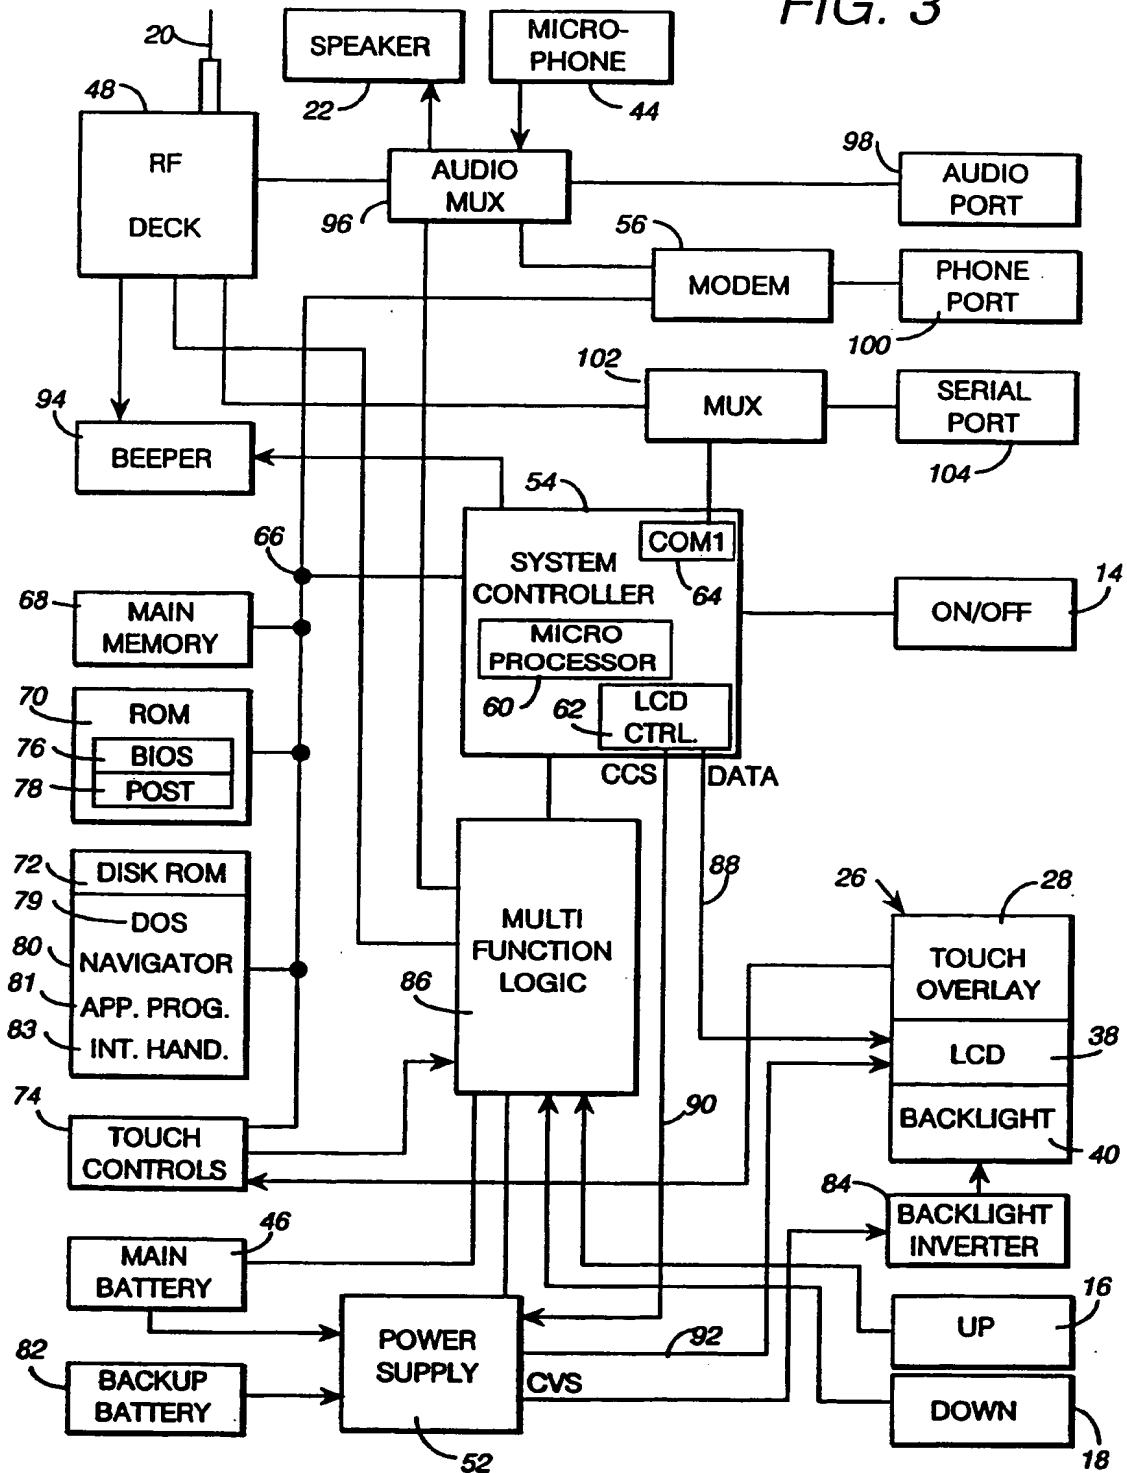 FIG. 3
20
SPEAKER
22
MICRO-
PHONE
44
48
RF
DECK
AUDIO
MUX
96
98
AUDIO
PORT
56
MODEM
PHONE
PORT
100
102
MUX
SERIAL
PORT
104
94
BEEPER
54
COM1
64
SYSTEM
CONTROLLER
MICRO
PROCESSOR
60
62
LCD
CTRL.
CCS
DATA
14
ON/OFF
66
68
MAIN
MEMORY
70
ROM
76
BIOS
78
POST
72
DISK ROM
79
DOS
80
NAVIGATOR
81
APP. PROG.
83
INT. HAND.
74
TOUCH
CONTROLS
MULTI
FUNCTION
LOGIC
86
88
90
26
28
TOUCH
OVERLAY
LCD
38
BACKLIGHT
40
84
BACKLIGHT
INVERTER
46
MAIN
BATTERY
82
BACKUP
BATTERY
POWER
SUPPLY
52
92
CVS
16
UP
DOWN
18